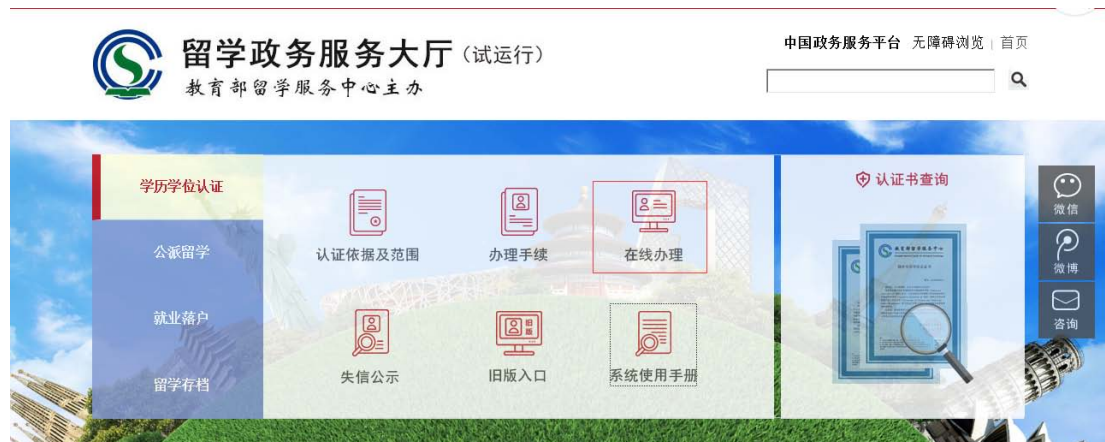 留学政务服务大厅(试运行)
教育部留学服务中心主办
中国政务服务平台 无障碍浏览 | 首页
学历学位认证
公派留学
就业落户
留学存档
认证依据及范围
办理手续
在线办理
失信公示
旧版
旧版入口
系统使用手册
认证书查询
微信
微博
咨询